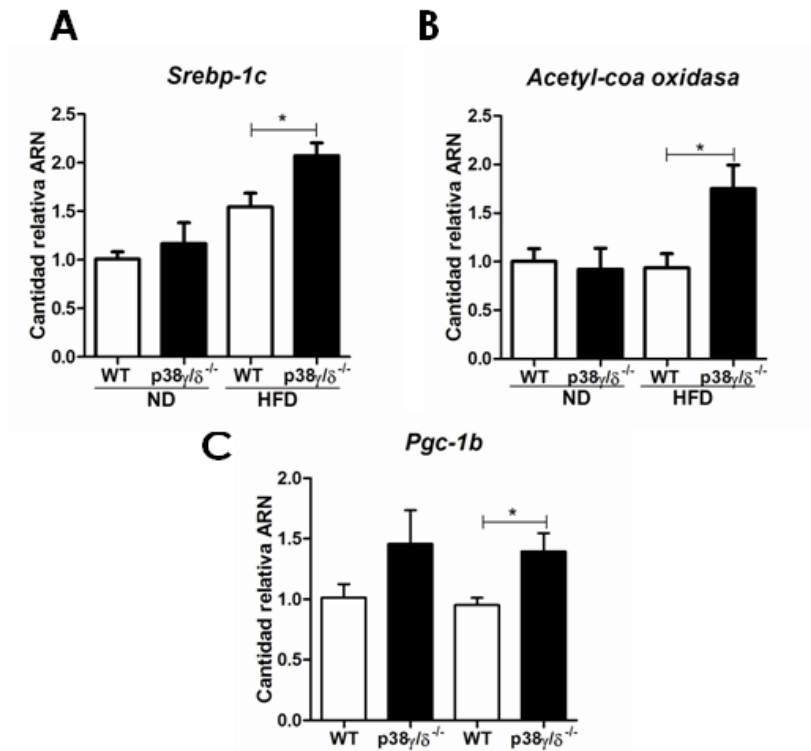 A
Srebp-1c
Cantidad relativa ARN
2.5
2.0
1.5
1.0
0.5
0.0
*
WT p38γ/δ⁻/⁻ WT p38γ/δ⁻/⁻
ND HFD
B
Acetyl-coa oxidasa
Cantidad relativa ARN
2.5
2.0
1.5
1.0
0.5
0.0
*
WT p38γ/δ⁻/⁻ WT p38γ/δ⁻/⁻
ND HFD
C
Pgc-1b
Cantidad relativa ARN
2.0
1.5
1.0
0.5
0.0
*
WT p38γ/δ⁻/⁻ WT p38γ/δ⁻/⁻